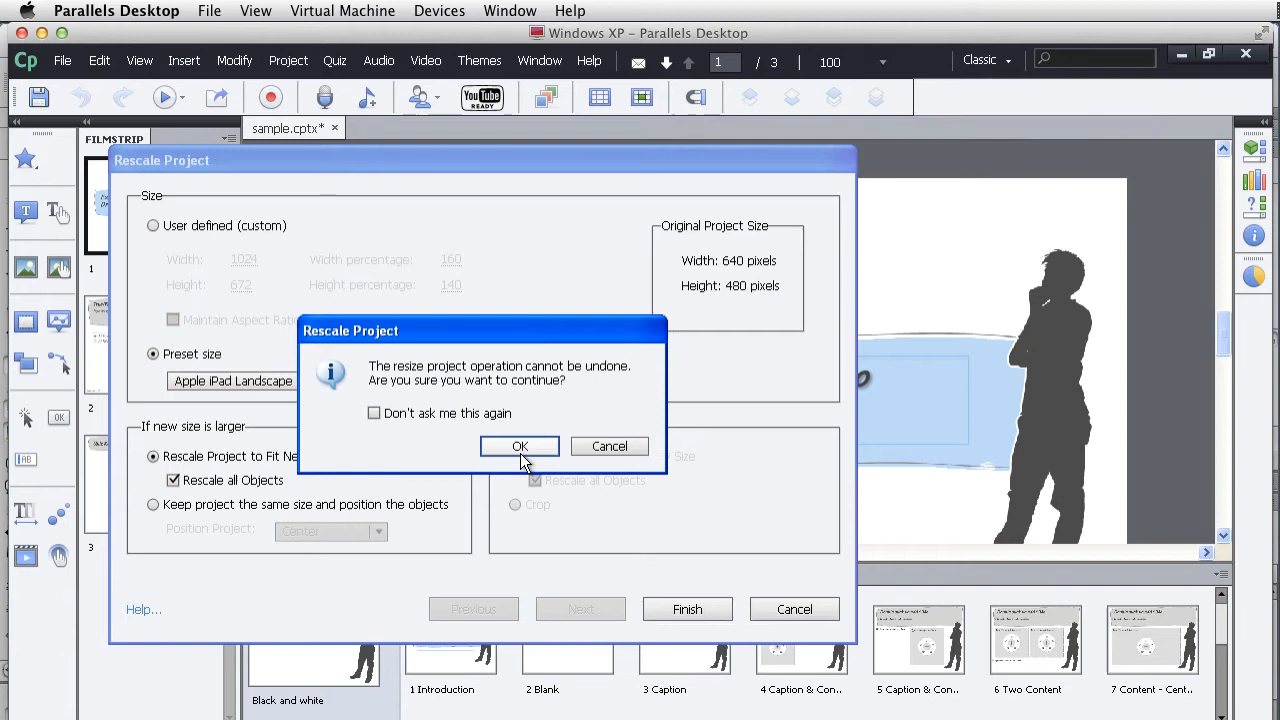 Parallels Desktop File View Virtual Machine Devices Window Help
Windows XP – Parallels Desktop
Cp File Edit View Insert Modify Project Quiz Audio Video Themes Window Help 1 / 3 100 Classic
You Tube READY
FILMSTRIP sample.cptx* ×
Rescale Project
Size
User defined (custom)
Original Project Size
Width: 1024 Width percentage: 160
Width: 640 pixels
Height: 672 Height percentage: 140
Height: 480 pixels
1
Maintain Aspect Ratio
Rescale Project
Preset size
The resize project operation cannot be undone.
Are you sure you want to continue?
Apple iPad Landscape
Don't ask me this again
2
If new size is larger
OK Cancel
Rescale Project to Fit Ne
Size
Rescale all Objects
Rescale all Objects
Keep project the same size and position the objects
Crop
Position Project: Center
3
Help... Previous Next Finish Cancel
Black and white
1 Introduction 2 Blank 3 Caption 4 Caption & Con... 5 Caption & Con... 6 Two Content 7 Content - Cent...